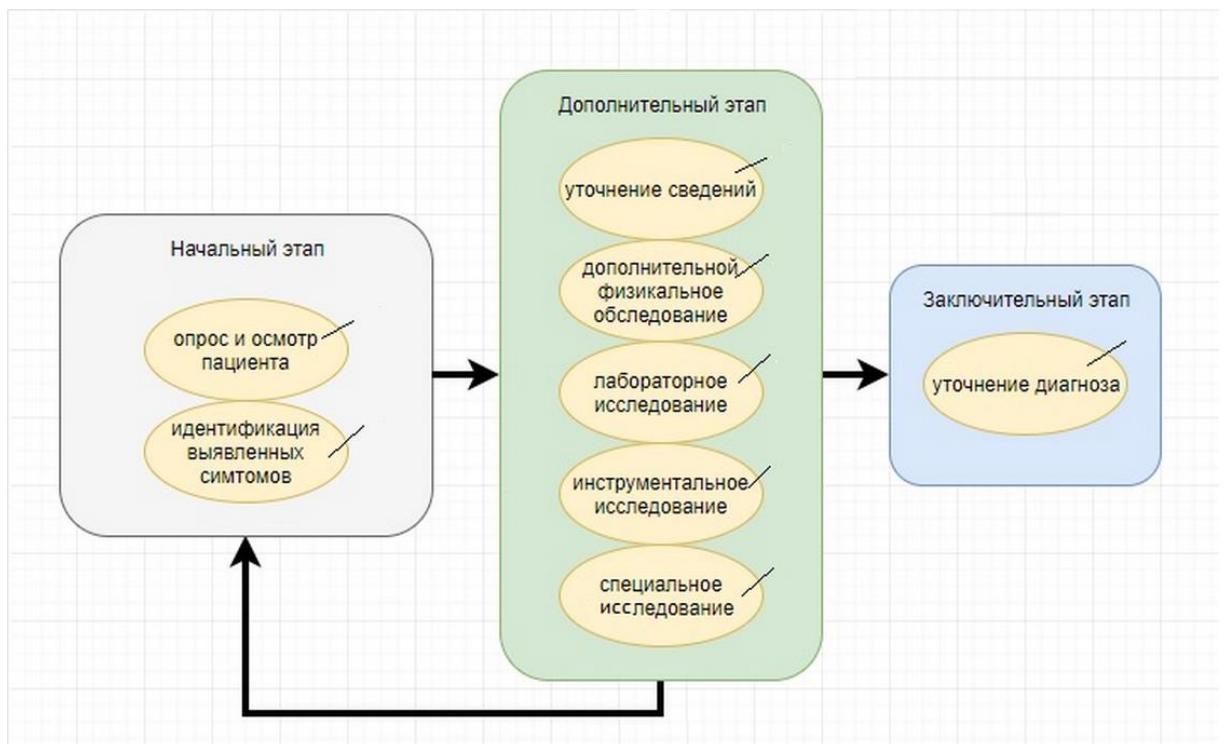 Начальный этап
опрос и осмотр
пациента
идентификация
выявленных
симтомов
Дополнительный этап
уточнение сведений
дополнительной
физикальное
обследование
лабораторное
исследование
инструментальное
исследование
специальное
исследование
Заключительный этап
уточнение диагноза